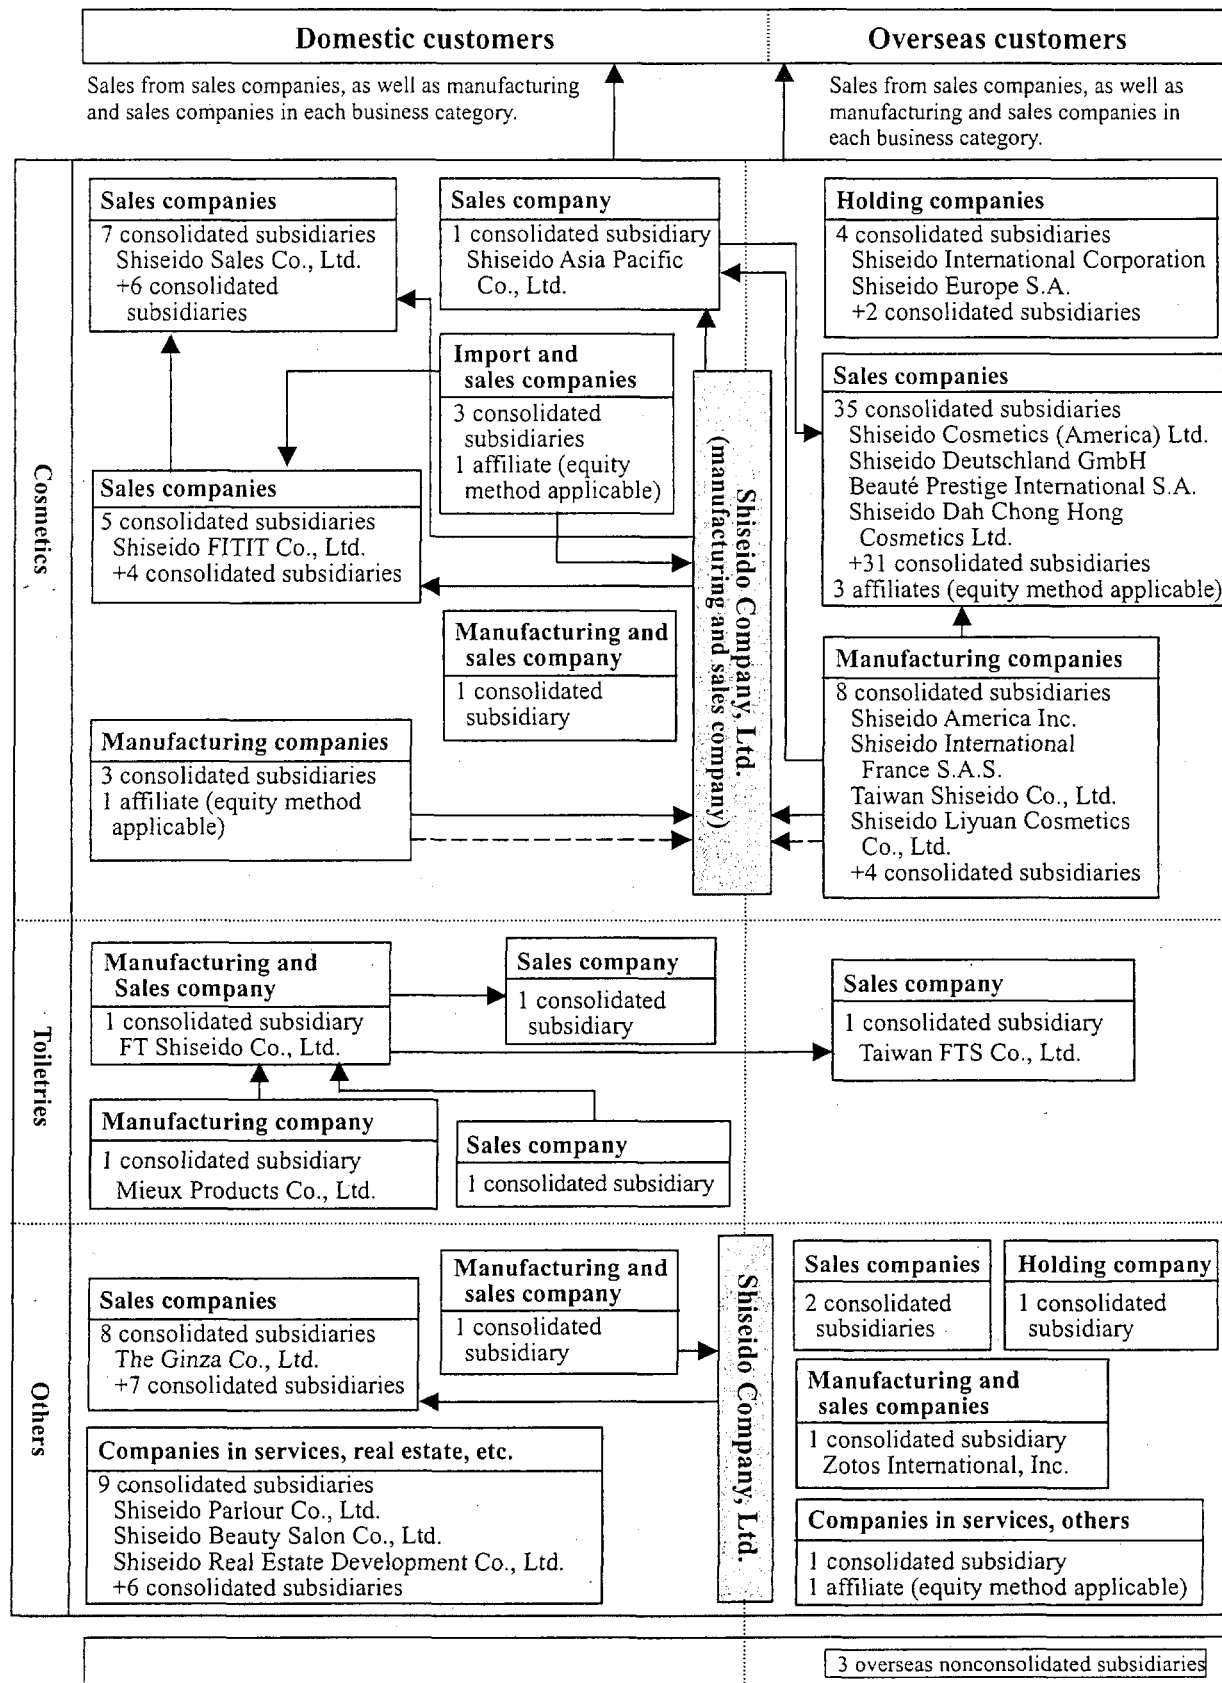 Domestic customers
Overseas customers
Sales from sales companies, as well as manufacturing
and sales companies in each business category.
Sales from sales companies, as well as
manufacturing and sales companies in
each business category.
Cosmetics
Sales companies
7 consolidated subsidiaries
Shiseido Sales Co., Ltd.
+6 consolidated
subsidiaries
Sales company
1 consolidated subsidiary
Shiseido Asia Pacific
Co., Ltd.
Holding companies
4 consolidated subsidiaries
Shiseido International Corporation
Shiseido Europe S.A.
+2 consolidated subsidiaries
Import and
sales companies
3 consolidated
subsidiaries
1 affiliate (equity
method applicable)
Sales companies
35 consolidated subsidiaries
Shiseido Cosmetics (America) Ltd.
Shiseido Deutschland GmbH
Beauté Prestige International S.A.
Shiseido Dah Chong Hong
Cosmetics Ltd.
+31 consolidated subsidiaries
3 affiliates (equity method applicable)
Sales companies
5 consolidated subsidiaries
Shiseido FITIT Co., Ltd.
+4 consolidated subsidiaries
Shiseido Company, Ltd.
(manufacturing and sales company)
Manufacturing and
sales company
1 consolidated
subsidiary
Manufacturing companies
8 consolidated subsidiaries
Shiseido America Inc.
Shiseido International
France S.A.S.
Taiwan Shiseido Co., Ltd.
Shiseido Liyuan Cosmetics
Co., Ltd.
+4 consolidated subsidiaries
Manufacturing companies
3 consolidated subsidiaries
1 affiliate (equity method
applicable)
Toiletries
Manufacturing and
Sales company
1 consolidated subsidiary
FT Shiseido Co., Ltd.
Sales company
1 consolidated
subsidiary
Sales company
1 consolidated subsidiary
Taiwan FTS Co., Ltd.
Manufacturing company
1 consolidated subsidiary
Mieux Products Co., Ltd.
Sales company
1 consolidated subsidiary
Others
Sales companies
8 consolidated subsidiaries
The Ginza Co., Ltd.
+7 consolidated subsidiaries
Manufacturing and
sales company
1 consolidated
subsidiary
Shiseido Company, Ltd.
Sales companies
2 consolidated
subsidiaries
Holding company
1 consolidated
subsidiary
Manufacturing and
sales companies
1 consolidated subsidiary
Zotos International, Inc.
Companies in services, real estate, etc.
9 consolidated subsidiaries
Shiseido Parlour Co., Ltd.
Shiseido Beauty Salon Co., Ltd.
Shiseido Real Estate Development Co., Ltd.
+6 consolidated subsidiaries
Companies in services, others
1 consolidated subsidiary
1 affiliate (equity method applicable)
3 overseas nonconsolidated subsidiaries